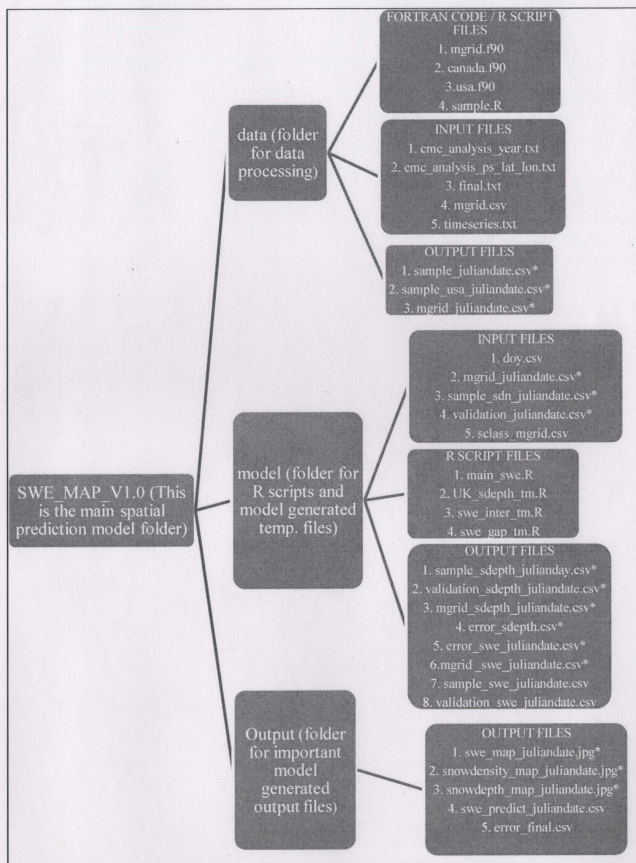 SWE_MAP_V1.0 (This
is the main spatial
prediction model folder)
data (folder
for data
processing)
FORTRAN CODE / R SCRIPT
FILES
1. mgrid.f90
2. canada.f90
3.usa.f90
4. sample.R
INPUT FILES
1. cmc_analysis_year.txt
2. cmc_analysis_ps_lat_lon.txt
3. final.txt
4. mgrid.csv
5. timeseries.txt
OUTPUT FILES
1. sample_juliandate.csv*
2. sample_usa_juliandate.csv*
3. mgrid_juliandate.csv*
model (folder for
R scripts and
model generated
temp. files)
INPUT FILES
1. doy.csv
2. mgrid_juliandate.csv*
3. sample_sdn_juliandate.csv*
4. validation_juliandate.csv*
5. sclass_mgrid.csv
R SCRIPT FILES
1. main_swe.R
2. UK_sdepth_tm.R
3. swe_inter_tm.R
4. swe_gap_tm.R
OUTPUT FILES
1. sample_sdepth_julianday.csv*
2. validation_sdepth_juliandate.csv*
3. mgrid_sdepth_juliandate.csv*
4. error_sdepth.csv*
5. error_swe_juliandate.csv*
6.mgrid_swe_juliandate.csv*
7. sample_swe_juliandate.csv
8. validation_swe_juliandate.csv
Output (folder
for important
model
generated
output files)
OUTPUT FILES
1. swe_map_juliandate.jpg*
2. snowdensity_map_juliandate.jpg*
3. snowdepth_map_juliandate.jpg*
4. swe_predict_juliandate.csv
5. error_final.csv